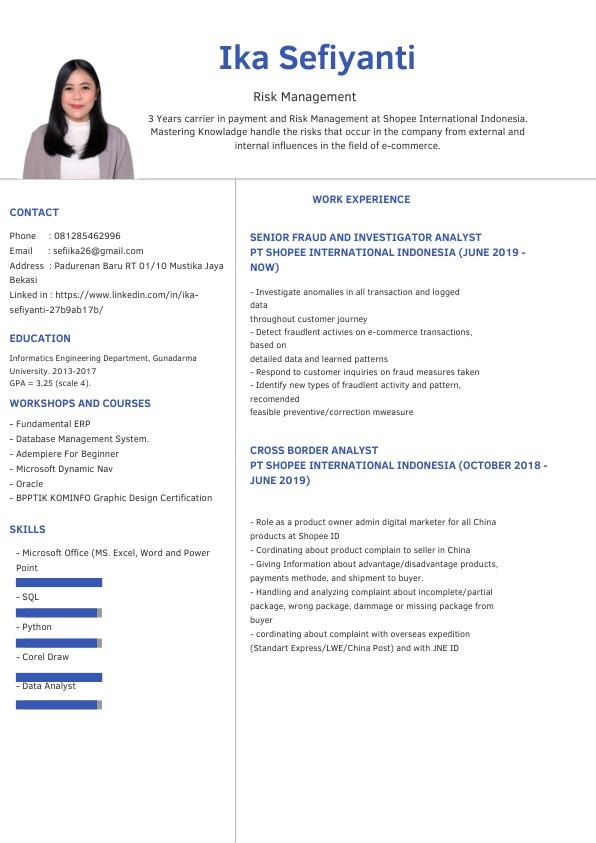 Ika Sefiyanti
Risk Management
3 Years carrier in payment and Risk Management at Shopee International Indonesia.
Mastering Knowladge handle the risks that occur in the company from external and
internal influences in the field of e-commerce.
CONTACT
Phone : 081285462996
Email : sefiika26@gmail.com
Address : Padurenan Baru RT 01/10 Mustika Jaya
Bekasi
Linked in : https://www.linkedin.com/in/ika-
sefiyanti-27b9ab17b/
EDUCATION
Informatics Engineering Department, Gunadarma
University. 2013-2017
GPA = 3,25 (scale 4).
WORKSHOPS AND COURSES
- Fundamental ERP
- Database Management System.
- Adempiere For Beginner
- Microsoft Dynamic Nav
- Oracle
- BPPTIK KOMINFO Graphic Design Certification
SKILLS
- Microsoft Office (MS. Excel, Word and Power
Point
- SQL
- Python
- Corel Draw
- Data Analyst
WORK EXPERIENCE
SENIOR FRAUD AND INVESTIGATOR ANALYST
PT SHOPEE INTERNATIONAL INDONESIA (JUNE 2019 -
NOW)
- Investigate anomalies in all transaction and logged
data
throughout customer journey
- Detect fraudlent activies on e-commerce transactions,
based on
detailed data and learned patterns
- Respond to customer inquiries on fraud measures taken
- Identify new types of fraudlent activity and pattern,
recomended
feasible preventive/correction mweasure
CROSS BORDER ANALYST
PT SHOPEE INTERNATIONAL INDONESIA (OCTOBER 2018 -
JUNE 2019)
- Role as a product owner admin digital marketer for all China
products at Shopee ID
- Cordinating about product complain to seller in China
- Giving Information about advantage/disadvantage products,
payments methode, and shipment to buyer.
- Handling and analyzing complaint about incomplete/partial
package, wrong package, dammage or missing package from
buyer
- cordinating about complaint with overseas expedition
(Standart Express/LWE/China Post) and with JNE ID